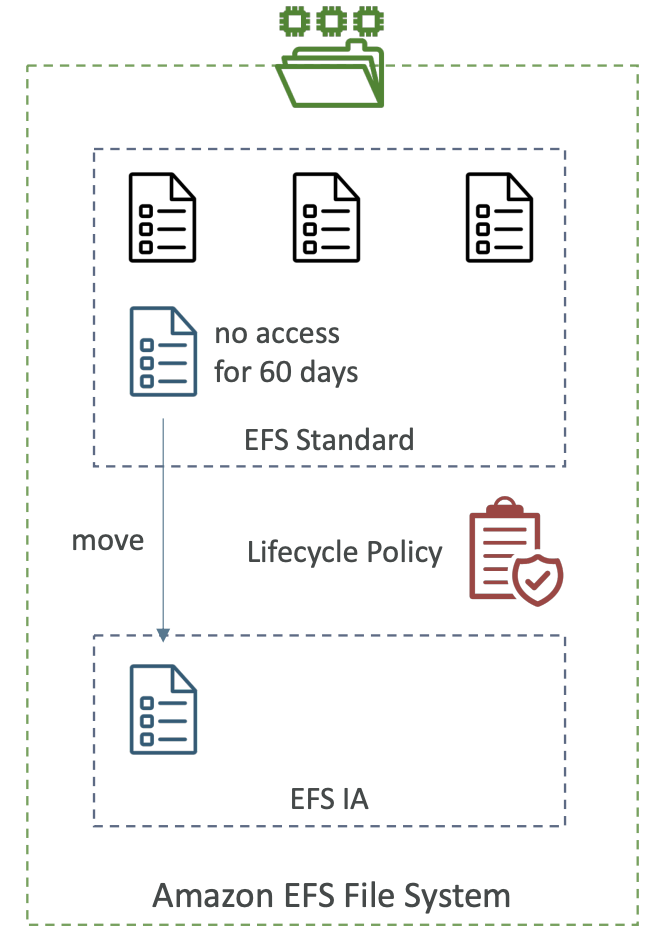 no access
for 60 days
EFS Standard
move
Lifecycle Policy
EFS IA
Amazon EFS File System